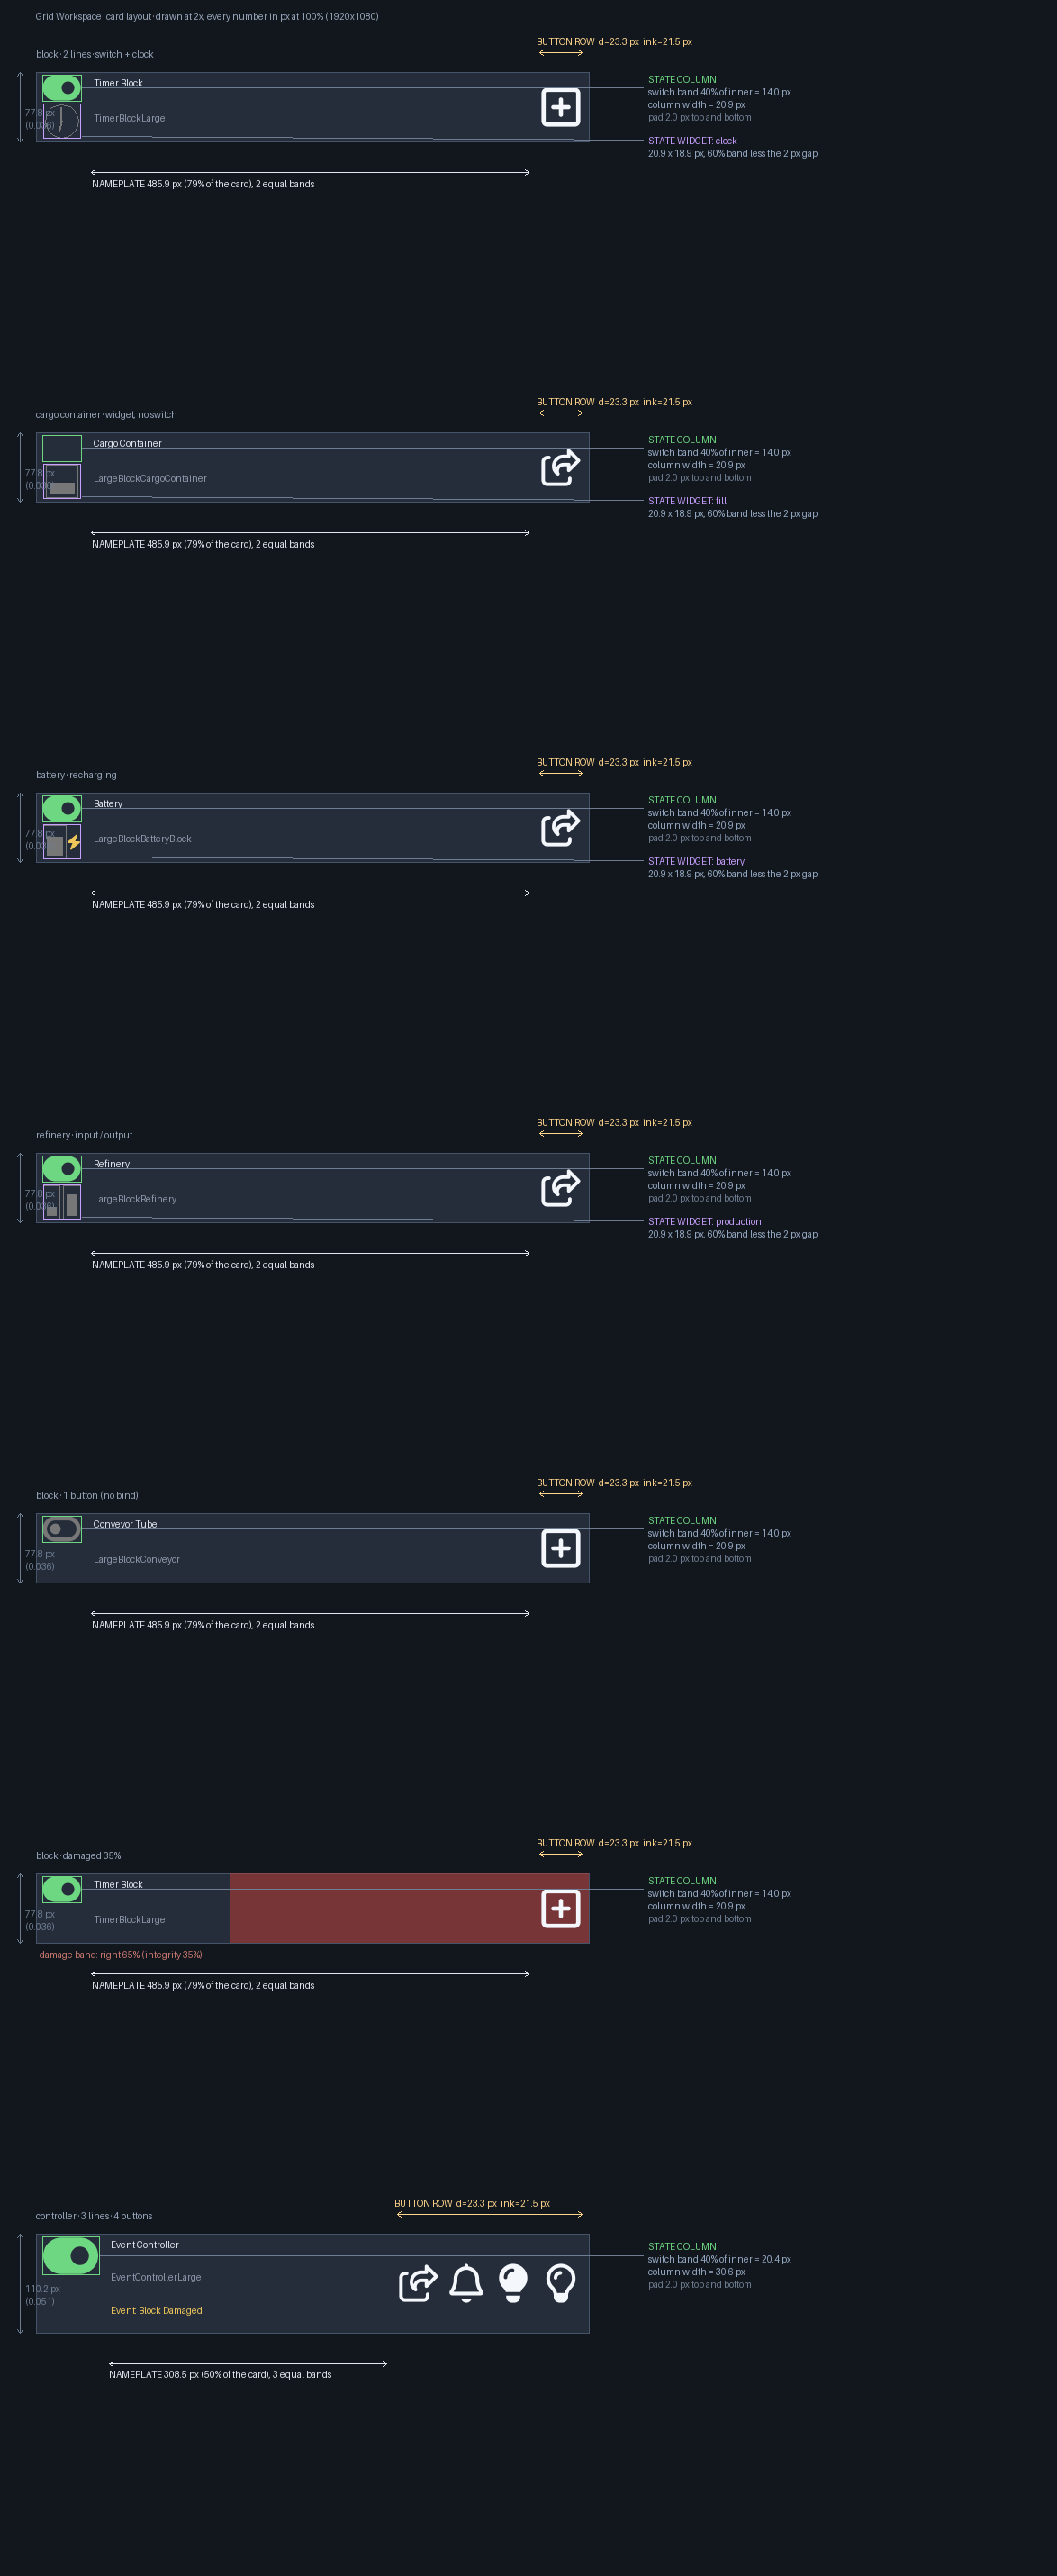 Grid Workspace · card layout · drawn at 2x, every number in px at 100% (1920x1080)
BUTTON ROW d=23.3 px ink=21.5 px
block · 2 lines · switch + clock
Timer Block
TimerBlockLarge
77.8 px
(0.036)
STATE COLUMN
switch band 40% of inner = 14.0 px
column width = 20.9 px
pad 2.0 px top and bottom
STATE WIDGET: clock
20.9 x 18.9 px, 60% band less the 2 px gap
NAMEPLATE 485.9 px (79% of the card), 2 equal bands
BUTTON ROW d=23.3 px ink=21.5 px
cargo container · widget, no switch
Cargo Container
LargeBlockCargoContainer
77.8 px
(0.036)
STATE COLUMN
switch band 40% of inner = 14.0 px
column width = 20.9 px
pad 2.0 px top and bottom
STATE WIDGET: fill
20.9 x 18.9 px, 60% band less the 2 px gap
NAMEPLATE 485.9 px (79% of the card), 2 equal bands
BUTTON ROW d=23.3 px ink=21.5 px
battery · recharging
Battery
LargeBlockBatteryBlock
77.8 px
(0.036)
STATE COLUMN
switch band 40% of inner = 14.0 px
column width = 20.9 px
pad 2.0 px top and bottom
STATE WIDGET: battery
20.9 x 18.9 px, 60% band less the 2 px gap
NAMEPLATE 485.9 px (79% of the card), 2 equal bands
BUTTON ROW d=23.3 px ink=21.5 px
refinery · input / output
Refinery
LargeBlockRefinery
77.8 px
(0.036)
STATE COLUMN
switch band 40% of inner = 14.0 px
column width = 20.9 px
pad 2.0 px top and bottom
STATE WIDGET: production
20.9 x 18.9 px, 60% band less the 2 px gap
NAMEPLATE 485.9 px (79% of the card), 2 equal bands
BUTTON ROW d=23.3 px ink=21.5 px
block · 1 button (no bind)
Conveyor Tube
LargeBlockConveyor
77.8 px
(0.036)
STATE COLUMN
switch band 40% of inner = 14.0 px
column width = 20.9 px
pad 2.0 px top and bottom
NAMEPLATE 485.9 px (79% of the card), 2 equal bands
BUTTON ROW d=23.3 px ink=21.5 px
block · damaged 35%
Timer Block
TimerBlockLarge
77.8 px
(0.036)
STATE COLUMN
switch band 40% of inner = 14.0 px
column width = 20.9 px
pad 2.0 px top and bottom
damage band: right 65% (integrity 35%)
NAMEPLATE 485.9 px (79% of the card), 2 equal bands
BUTTON ROW d=23.3 px ink=21.5 px
controller · 3 lines · 4 buttons
Event Controller
EventControllerLarge
Event: Block Damaged
110.2 px
(0.051)
STATE COLUMN
switch band 40% of inner = 20.4 px
column width = 30.6 px
pad 2.0 px top and bottom
NAMEPLATE 308.5 px (50% of the card), 3 equal bands